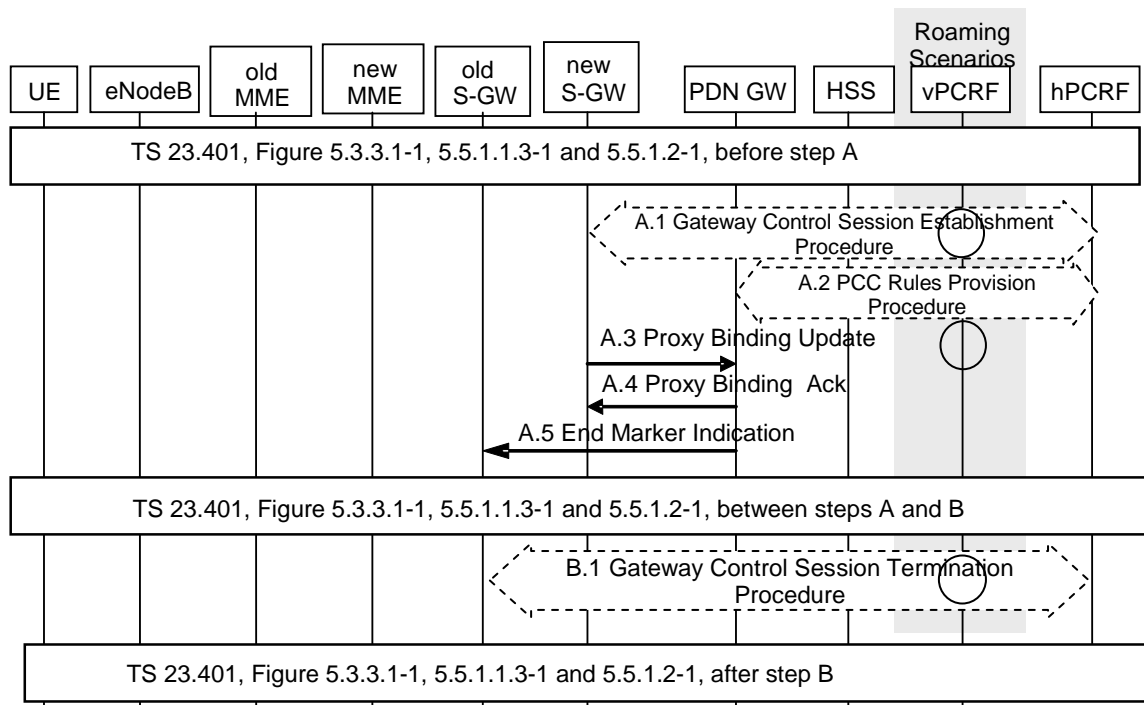 Roaming
Scenarios
UE
eNodeB
old
MME
new
MME
old
S-GW
new
S-GW
PDN GW
HSS
vPCRF
hPCRF
TS 23.401, Figure 5.3.3.1-1, 5.5.1.1.3-1 and 5.5.1.2-1, before step A
A.1 Gateway Control Session Establishment
Procedure
A.2 PCC Rules Provision
Procedure
A.3 Proxy Binding Update
A.4 Proxy Binding Ack
A.5 End Marker Indication
TS 23.401, Figure 5.3.3.1-1, 5.5.1.1.3-1 and 5.5.1.2-1, between steps A and B
B.1 Gateway Control Session Termination
Procedure
TS 23.401, Figure 5.3.3.1-1, 5.5.1.1.3-1 and 5.5.1.2-1, after step B